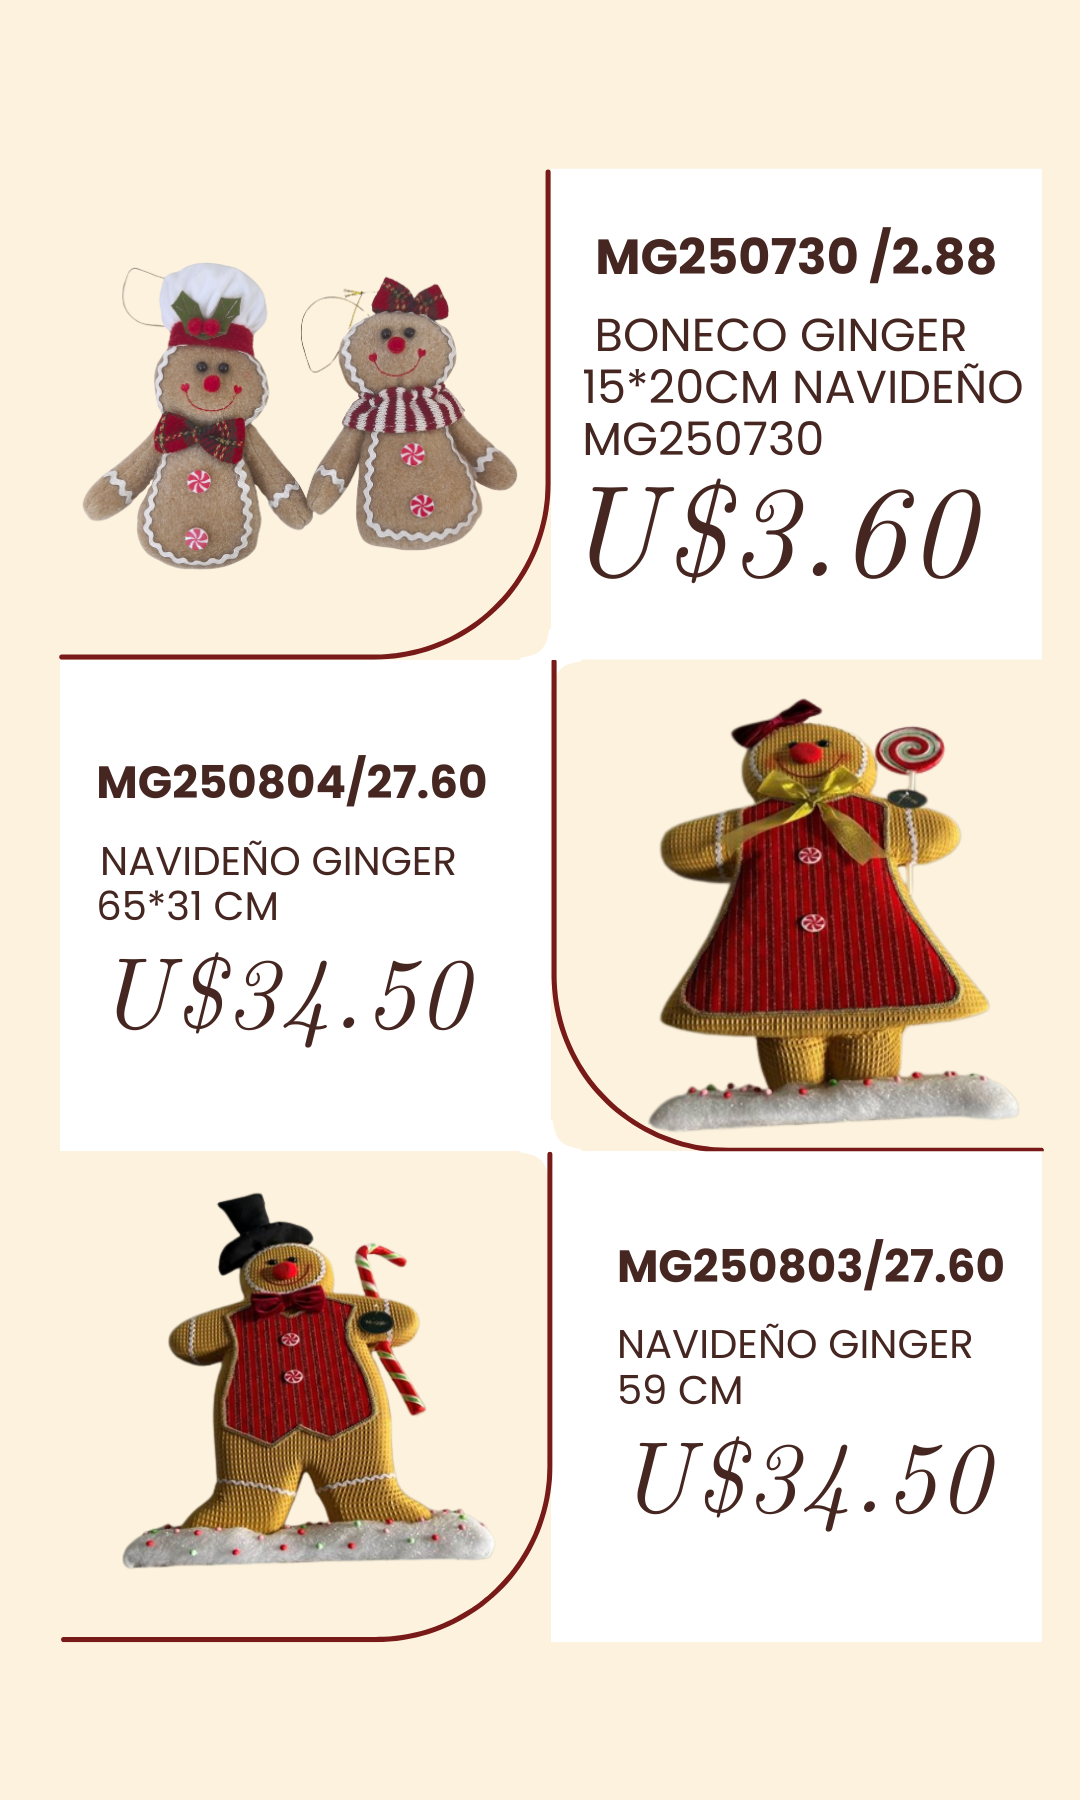 MG250730 /2.88
BONECO GINGER
15*20CM NAVIDEÑO
MG250730
U$3.60
MG250804/27.60
NAVIDEÑO GINGER
65*31 CM
U$34.50
MG250803/27.60
NAVIDEÑO GINGER
59 CM
U$34.50